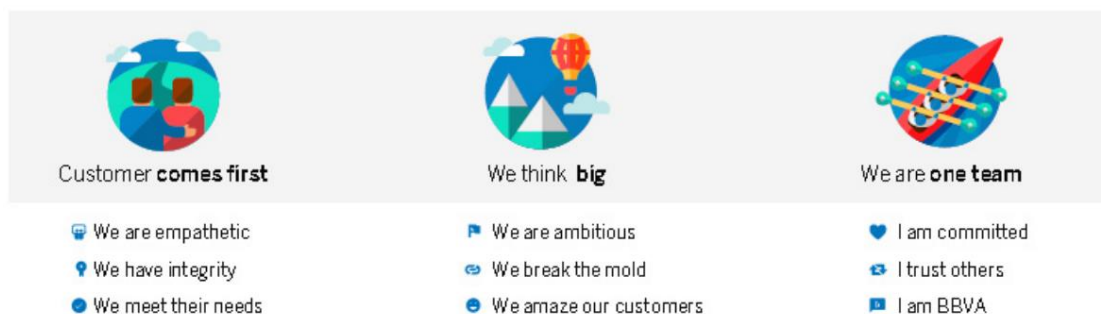 Customer comes first
We are empathetic
We have integrity
We meet their needs
We think big
We are ambitious
We break the mold
We amaze our customers
We are one team
I am committed
I trust others
I am BBVA